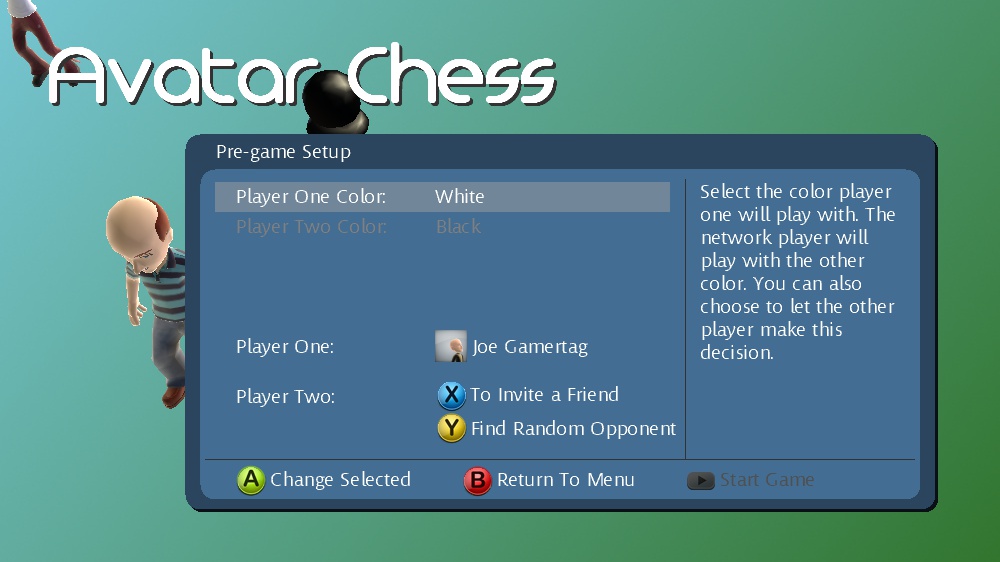 Avatar Chess
Pre-game Setup
Player One Color: White
Player Two Color: Black
Select the color player
one will play with. The
network player will
play with the other
color. You can also
choose to let the other
player make this
decision.
Player One: Joe Gamertag
Player Two: X To Invite a Friend
Y Find Random Opponent
A Change Selected B Return To Menu Start Game